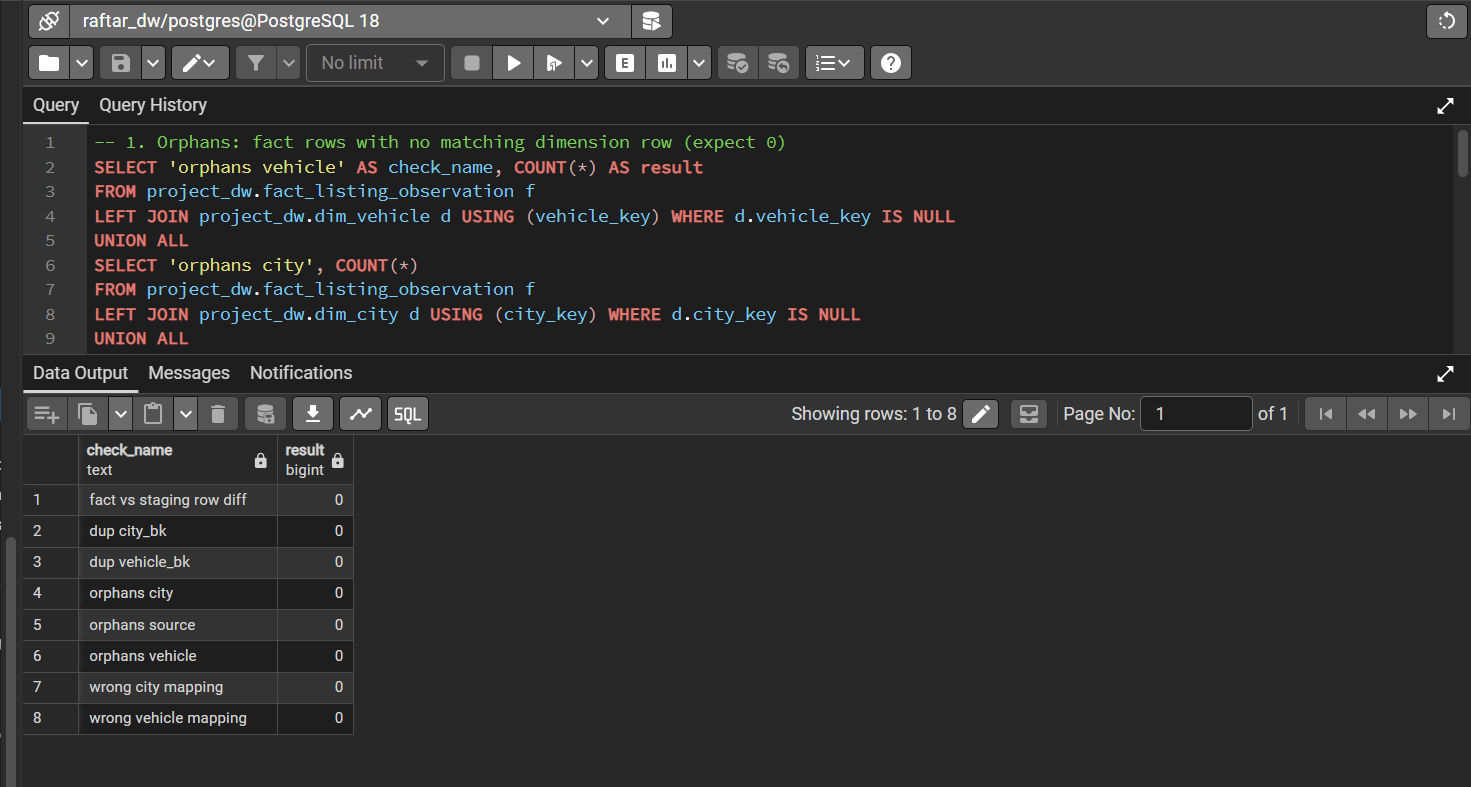 raftar_dw/postgres@PostgreSQL 18
No limit
E
Query Query History
1 -- 1. Orphans: fact rows with no matching dimension row (expect 0)
2 SELECT 'orphans vehicle' AS check_name, COUNT(*) AS result
3 FROM project_dw.fact_listing_observation f
4 LEFT JOIN project_dw.dim_vehicle d USING (vehicle_key) WHERE d.vehicle_key IS NULL
5 UNION ALL
6 SELECT 'orphans city', COUNT(*)
7 FROM project_dw.fact_listing_observation f
8 LEFT JOIN project_dw.dim_city d USING (city_key) WHERE d.city_key IS NULL
9 UNION ALL
Data Output Messages Notifications
SQL Showing rows: 1 to 8 Page No: 1 of 1
check_name result
text bigint
1 fact vs staging row diff 0
2 dup city_bk 0
3 dup vehicle_bk 0
4 orphans city 0
5 orphans source 0
6 orphans vehicle 0
7 wrong city mapping 0
8 wrong vehicle mapping 0